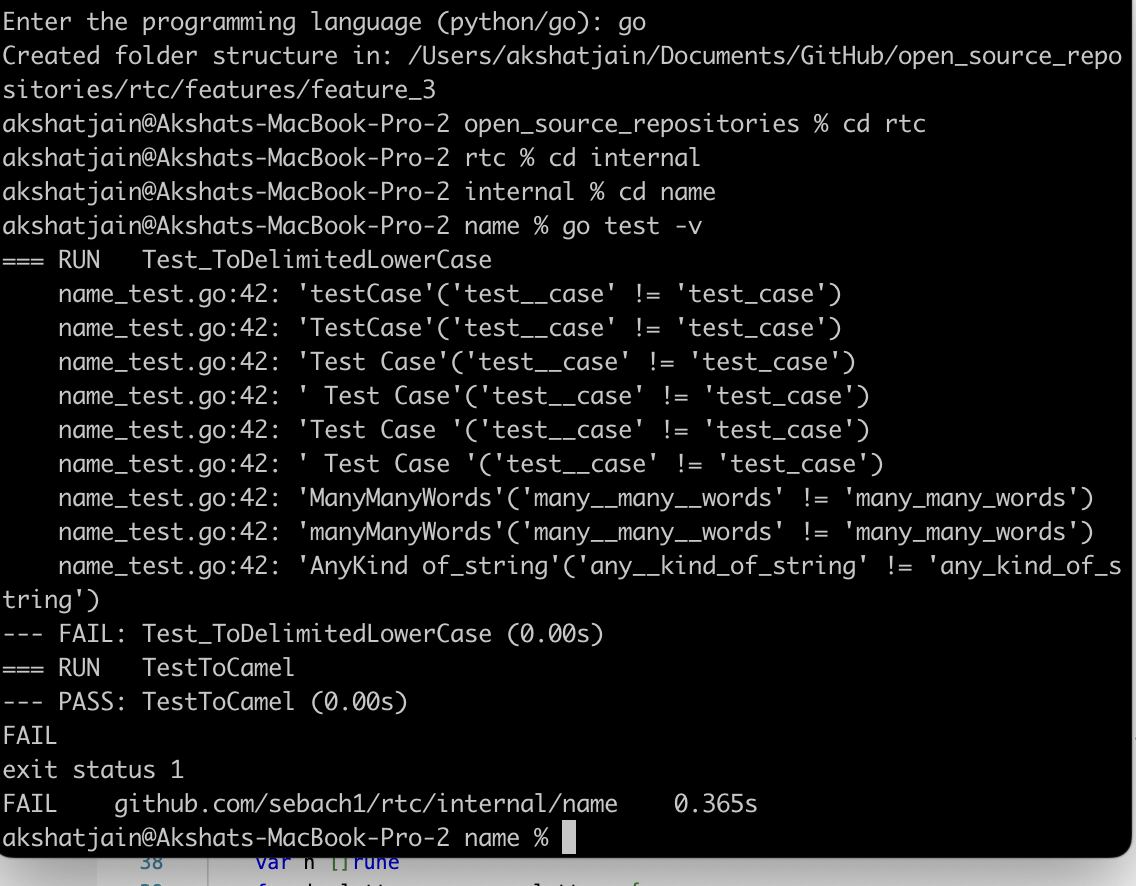 Enter the programming language (python/go): go
Created folder structure in: /Users/akshatjain/Documents/GitHub/open_source_repo
sitories/rtc/features/feature_3
akshatjain@Akshats-MacBook-Pro-2 open_source_repositories % cd rtc
akshatjain@Akshats-MacBook-Pro-2 rtc % cd internal
akshatjain@Akshats-MacBook-Pro-2 internal % cd name
akshatjain@Akshats-MacBook-Pro-2 name % go test -v
=== RUN   Test_ToDelimitedLowerCase
    name_test.go:42: 'testCase'('test__case' != 'test_case')
    name_test.go:42: 'TestCase'('test__case' != 'test_case')
    name_test.go:42: 'Test Case'('test__case' != 'test_case')
    name_test.go:42: ' Test Case'('test__case' != 'test_case')
    name_test.go:42: 'Test Case '('test__case' != 'test_case')
    name_test.go:42: ' Test Case '('test__case' != 'test_case')
    name_test.go:42: 'ManyManyWords'('many__many__words' != 'many_many_words')
    name_test.go:42: 'manyManyWords'('many__many__words' != 'many_many_words')
    name_test.go:42: 'AnyKind of_string'('any__kind_of_string' != 'any_kind_of_s
tring')
--- FAIL: Test_ToDelimitedLowerCase (0.00s)
=== RUN   TestToCamel
--- PASS: TestToCamel (0.00s)
FAIL
exit status 1
FAIL    github.com/sebach1/rtc/internal/name    0.365s
akshatjain@Akshats-MacBook-Pro-2 name %
38 var n []rune